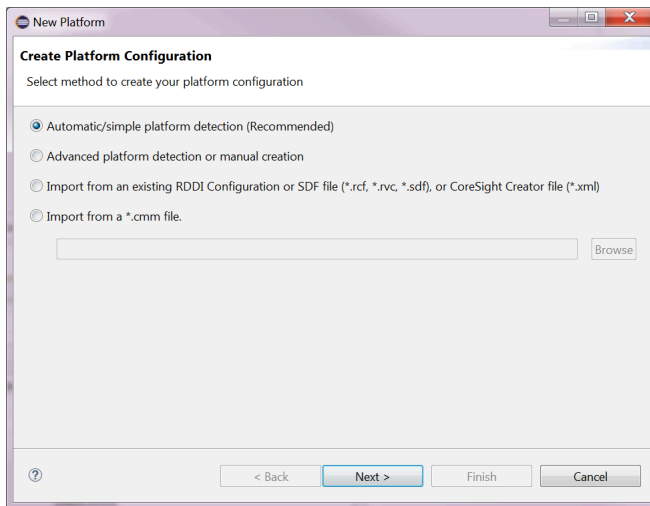 New Platform
Create Platform Configuration
Select method to create your platform configuration
Automatic/simple platform detection (Recommended)
Advanced platform detection or manual creation
Import from an existing RDDI Configuration or SDF file (*.rcf, *.rvc, *.sdf), or CoreSight Creator file (*.xml)
Import from a *.cmm file.
Browse
?
< Back Next > Finish Cancel